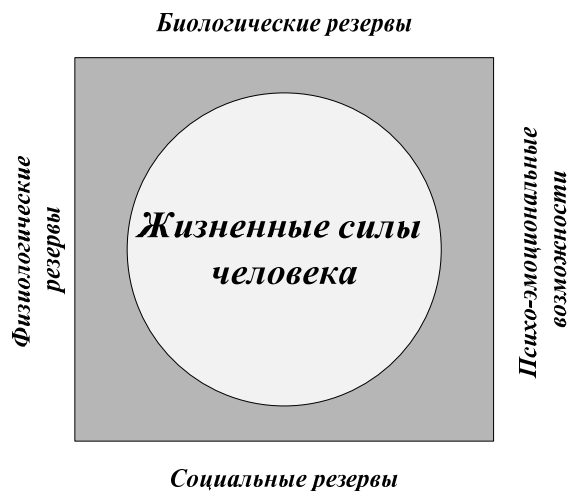 Биологические резервы
Физиологические
резервы
Жизненные силы
человека
Психо-эмоциональные
возможности
Социальные резервы